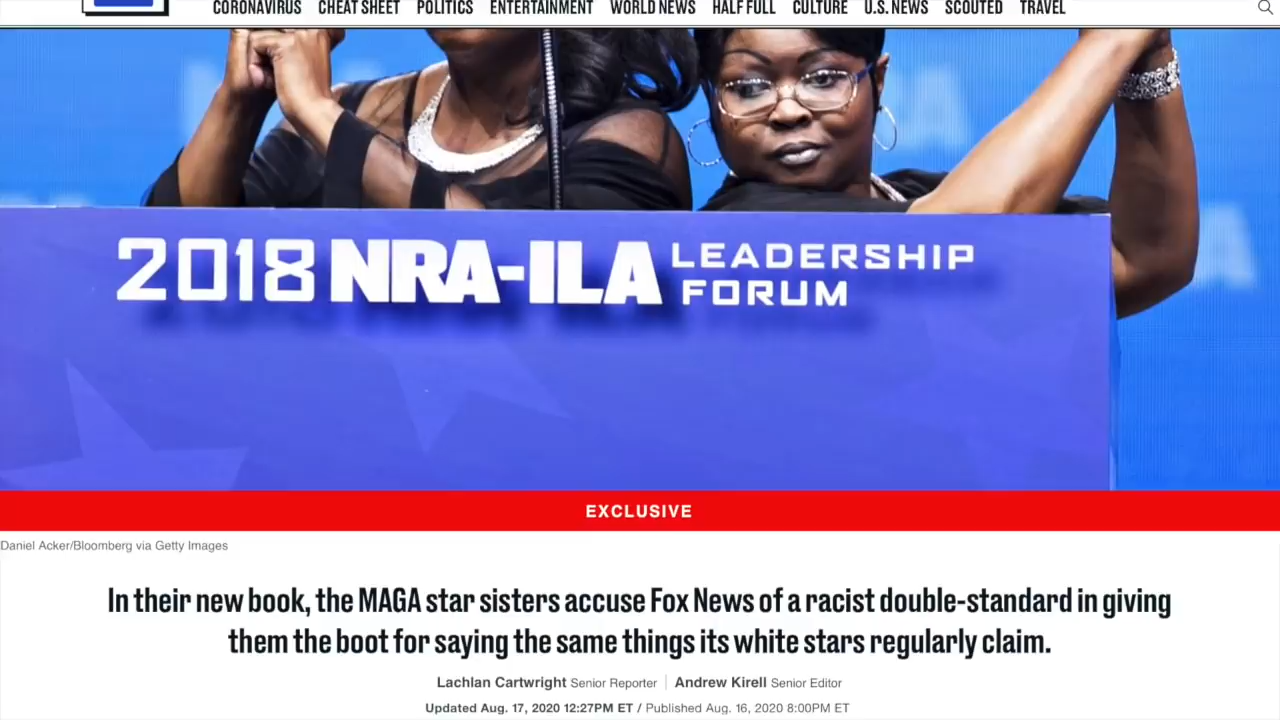 CORONAVIRUS CHEAT SHEET POLITICS ENTERTAINMENT WORLD NEWS HALF FULL CULTURE U.S. NEWS SCOUTED TRAVEL
2018 NRA-ILA LEADERSHIP
FORUM
EXCLUSIVE
Daniel Acker/Bloomberg via Getty Images
In their new book, the MAGA star sisters accuse Fox News of a racist double-standard in giving
them the boot for saying the same things its white stars regularly claim.
Lachlan Cartwright Senior Reporter | Andrew Kirell Senior Editor
Updated Aug. 17, 2020 12:27PM ET / Published Aug. 16, 2020 8:00PM ET